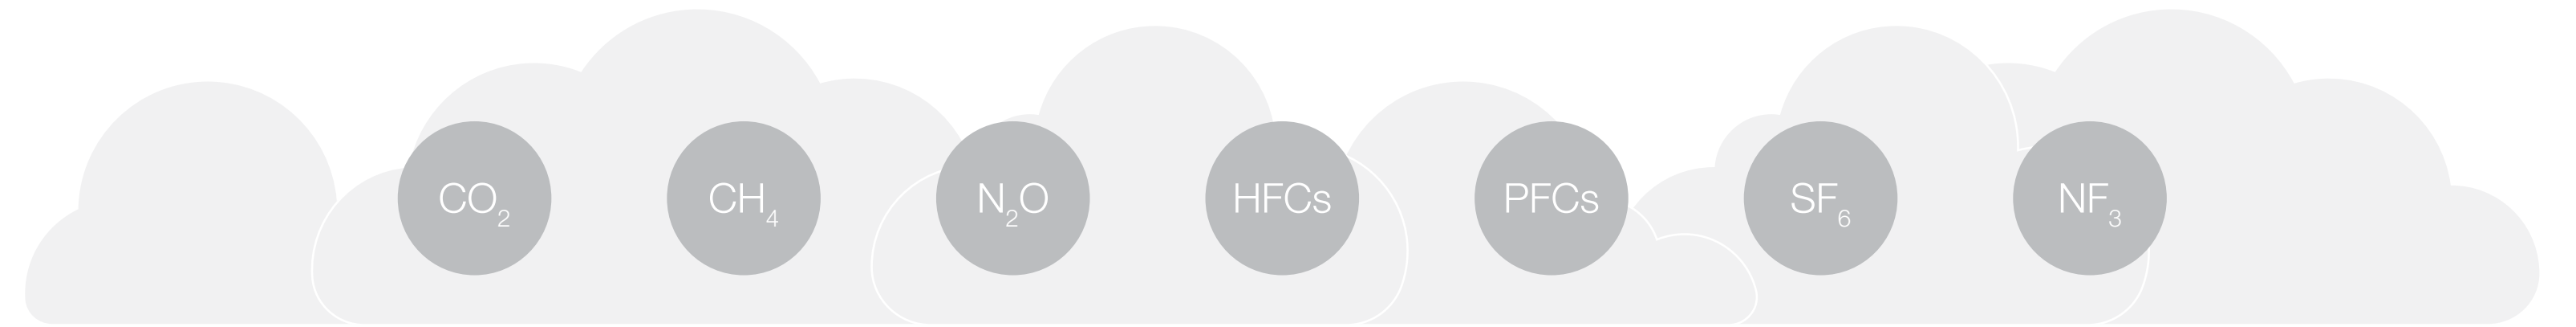 CO₂ CH₄ N₂O HFCs PFCs SF₆ NF₃